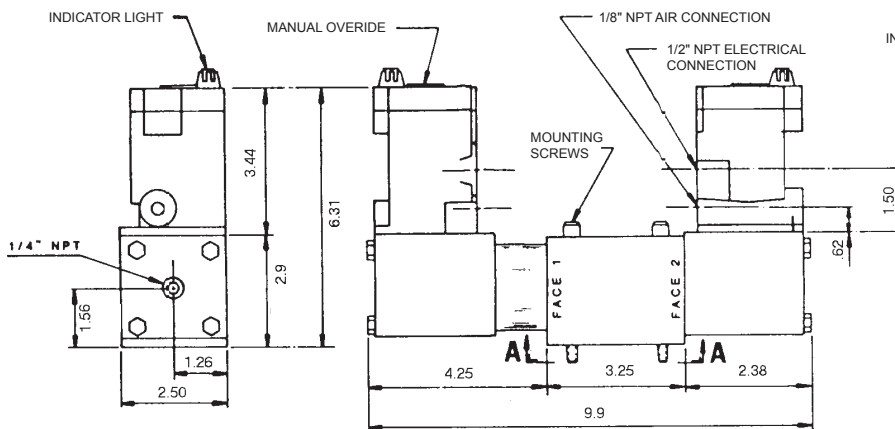 INDICATOR LIGHT
MANUAL OVERIDE
1/8" NPT AIR CONNECTION
1/2" NPT ELECTRICAL
CONNECTION
IN
MOUNTING
SCREWS
3.44
6.31
1.50
.62
1/4" NPT
2.9
1.56
1.26
2.50
FACE 1
FACE 2
A
A
4.25
3.25
2.38
9.9